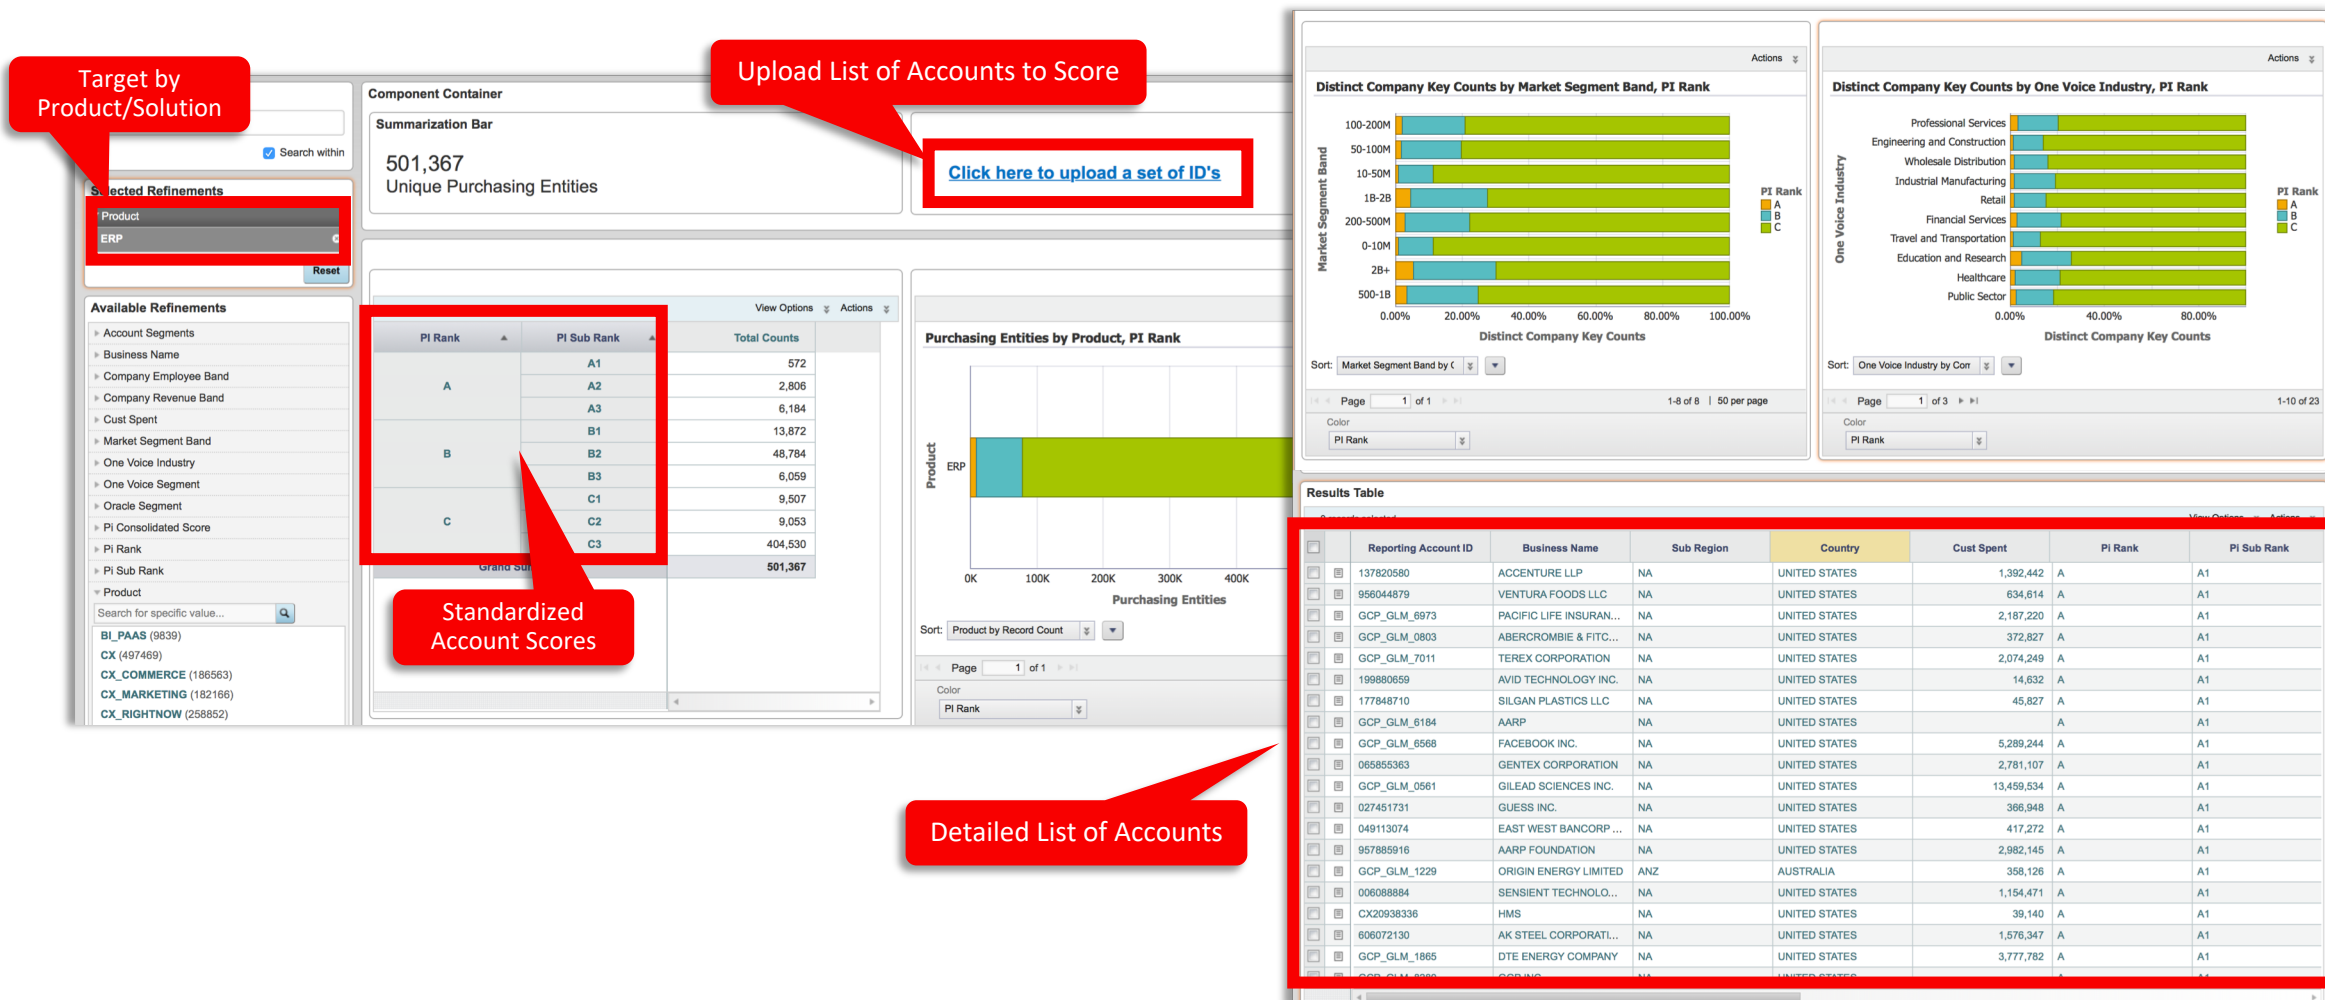 Target by
Product/Solution
Upload List of Accounts to Score
Search within
Selected Refinements
Product
ERP
Reset
Available Refinements
Account Segments
Business Name
Company Employee Band
Company Revenue Band
Cust Spent
Market Segment Band
One Voice Industry
One Voice Segment
Oracle Segment
Pi Consolidated Score
Pi Rank
Pi Sub Rank
Product
Search for specific value...
BI_PAAS (9839)
CX (497469)
CX_COMMERCE (186563)
CX_MARKETING (182166)
CX_RIGHTNOW (258852)
Component Container
Summarization Bar
501,367
Unique Purchasing Entities
Click here to upload a set of ID's
View Options Actions
PI Rank PI Sub Rank Total Counts
A1 572
A A2 2,806
A3 6,184
B1 13,872
B B2 48,784
B3 6,059
C1 9,507
C C2 9,053
C3 404,530
501,367
Standardized
Account Scores
Purchasing Entities by Product, PI Rank
Product
ERP
0K 100K 200K 300K 400K
Purchasing Entities
Sort: Product by Record Count
Page 1 of 1
Color
PI Rank
Detailed List of Accounts
Actions
Distinct Company Key Counts by Market Segment Band, PI Rank
Market Segment Band
100-200M
50-100M
10-50M
1B-2B
200-500M
0-10M
2B+
500-1B
0.00% 20.00% 40.00% 60.00% 80.00% 100.00%
Distinct Company Key Counts
PI Rank
A
B
C
Sort: Market Segment Band by (
Page 1 of 1 1-8 of 8 | 50 per page
Color
PI Rank
Actions
Distinct Company Key Counts by One Voice Industry, PI Rank
One Voice Industry
Professional Services
Engineering and Construction
Wholesale Distribution
Industrial Manufacturing
Retail
Financial Services
Travel and Transportation
Education and Research
Healthcare
Public Sector
0.00% 40.00% 80.00%
Distinct Company Key Counts
PI Rank
A
B
C
Sort: One Voice Industry by Com
Page 1 of 3 1-10 of 23
Color
PI Rank
Results Table
Reporting Account ID Business Name Sub Region Country Cust Spent Pi Rank Pi Sub Rank
137820580 ACCENTURE LLP NA UNITED STATES 1,392,442 A A1
956044879 VENTURA FOODS LLC NA UNITED STATES 634,614 A A1
GCP_GLM_6973 PACIFIC LIFE INSURAN... NA UNITED STATES 2,187,220 A A1
GCP_GLM_0803 ABERCROMBIE & FITC... NA UNITED STATES 372,827 A A1
GCP_GLM_7011 TEREX CORPORATION NA UNITED STATES 2,074,249 A A1
199880659 AVID TECHNOLOGY INC. NA UNITED STATES 14,632 A A1
177848710 SILGAN PLASTICS LLC NA UNITED STATES 45,827 A A1
GCP_GLM_6184 AARP NA UNITED STATES A A1
GCP_GLM_6568 FACEBOOK INC. NA UNITED STATES 5,289,244 A A1
065855363 GENTEX CORPORATION NA UNITED STATES 2,781,107 A A1
GCP_GLM_0561 GILEAD SCIENCES INC. NA UNITED STATES 13,459,534 A A1
027451731 GUESS INC. NA UNITED STATES 366,948 A A1
049113074 EAST WEST BANCORP ... NA UNITED STATES 417,272 A A1
957885916 AARP FOUNDATION NA UNITED STATES 2,982,145 A A1
GCP_GLM_1229 ORIGIN ENERGY LIMITED ANZ AUSTRALIA 358,126 A A1
006088884 SENSIENT TECHNOLO... NA UNITED STATES 1,154,471 A A1
CX20938336 HMS NA UNITED STATES 39,140 A A1
606072130 AK STEEL CORPORATI... NA UNITED STATES 1,576,347 A A1
GCP_GLM_1865 DTE ENERGY COMPANY NA UNITED STATES 3,777,782 A A1